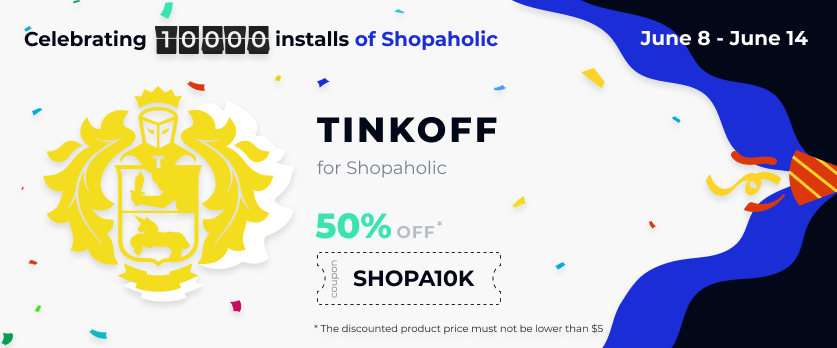 Celebrating 10000 installs of Shopaholic
June 8 - June 14
T
TINKOFF
for Shopaholic
50% OFF*
coupon
SHOPA10K
* The discounted product price must not be lower than $5